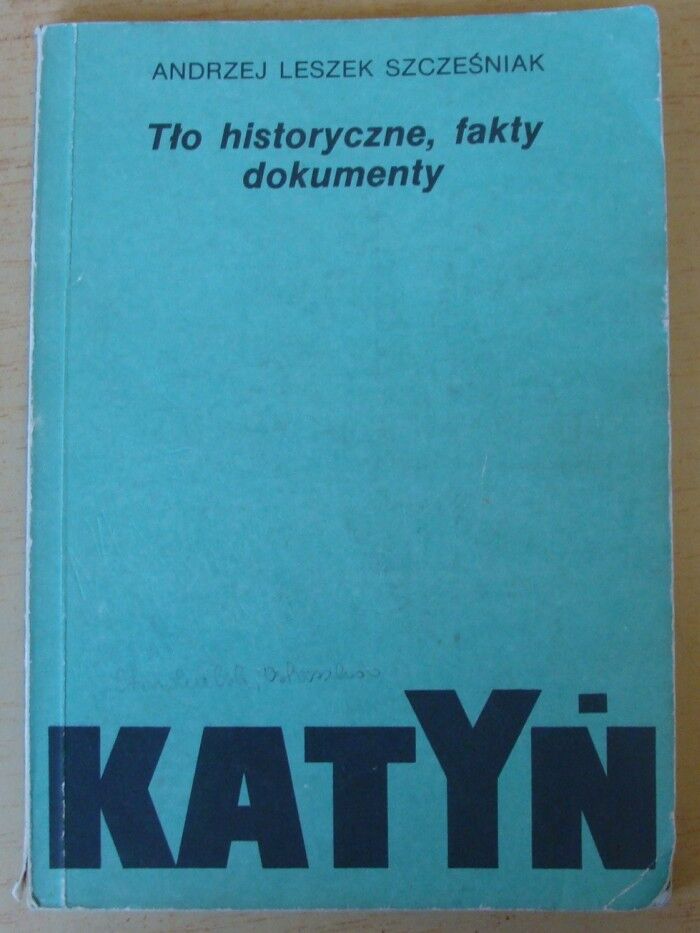 ANDRZEJ LESZEK SZCZEŚNIAK
Tło historyczne, fakty
dokumenty
KATYŃ